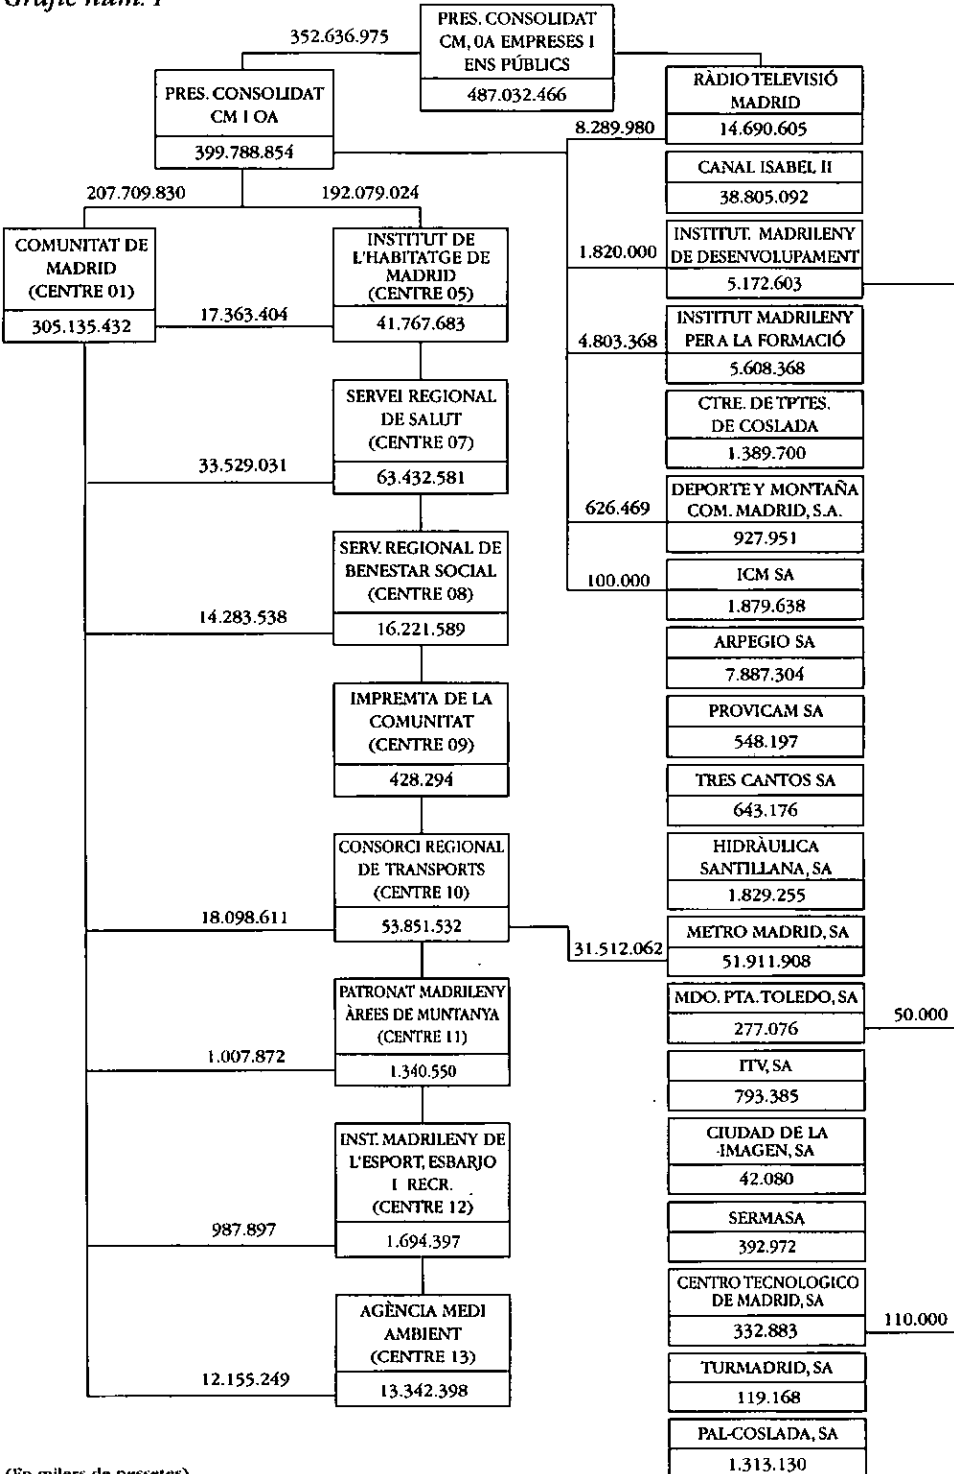 Gràfic núm. 1
PRES. CONSOLIDAT
CM, 0A EMPRESES I
ENS PÚBLICS
487.032.466
352.636.975
PRES. CONSOLIDAT
CM I OA
399.788.854
207.709.830
192.079.024
COMUNITAT DE
MADRID
(CENTRE 01)
305.135.432
17.363.404
INSTITUT DE
L'HABITATGE DE
MADRID
(CENTRE 05)
41.767.683
SERVEI REGIONAL
DE SALUT
(CENTRE 07)
63.432.581
33.529.031
SERV. REGIONAL DE
BENESTAR SOCIAL
(CENTRE 08)
16.221.589
14.283.538
IMPREMTA DE LA
COMUNITAT
(CENTRE 09)
428.294
CONSORCI REGIONAL
DE TRANSPORTS
(CENTRE 10)
53.851.532
18.098.611
31.512.062
PATRONAT MADRILENY
ÀREES DE MUNTANYA
(CENTRE 11)
1.340.550
1.007.872
INST. MADRILENY DE
L'ESPORT, ESBARJO
I RECR.
(CENTRE 12)
1.694.397
987.897
AGÈNCIA MEDI
AMBIENT
(CENTRE 13)
13.342.398
12.155.249
RÀDIO TELEVISIÓ
MADRID
14.690.605
8.289.980
CANAL ISABEL II
38.805.092
INSTITUT. MADRILENY
DE DESENVOLUPAMENT
5.172.603
1.820.000
INSTITUT MADRILENY
PER A LA FORMACIÓ
5.608.368
4.803.368
CTRE. DE TPTES.
DE COSLADA
1.389.700
DEPORTE Y MONTAÑA
COM. MADRID, S.A.
927.951
626.469
ICM SA
1.879.638
100.000
ARPEGIO SA
7.887.304
PROVICAM SA
548.197
TRES CANTOS SA
643.176
HIDRÀULICA
SANTILLANA, SA
1.829.255
METRO MADRID, SA
51.911.908
MDO. PTA. TOLEDO, SA
277.076
50.000
ITV, SA
793.385
CIUDAD DE LA
IMAGEN, SA
42.080
SERMASA
392.972
CENTRO TECNOLOGICO
DE MADRID, SA
332.883
110.000
TURMADRID, SA
119.168
PAL-COSLADA, SA
1.313.130
(En milers de pessetes)